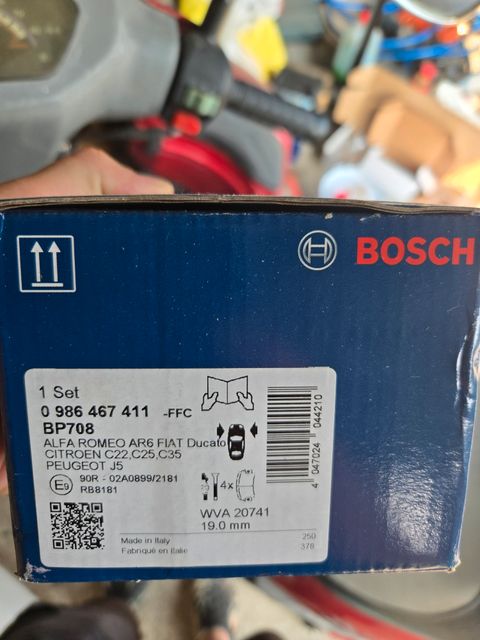 BOSCH
1 Set
0 986 467 411 -FFC
BP708
ALFA ROMEO AR6 FIAT Ducato
CITROEN C22,C25,C35
PEUGEOT J5
E9 90R - 02A0899/2181
RB8181
4x
WVA 20741
19.0 mm
Made in Italy
Fabriqué en Italie
250
378
4 047024 044210